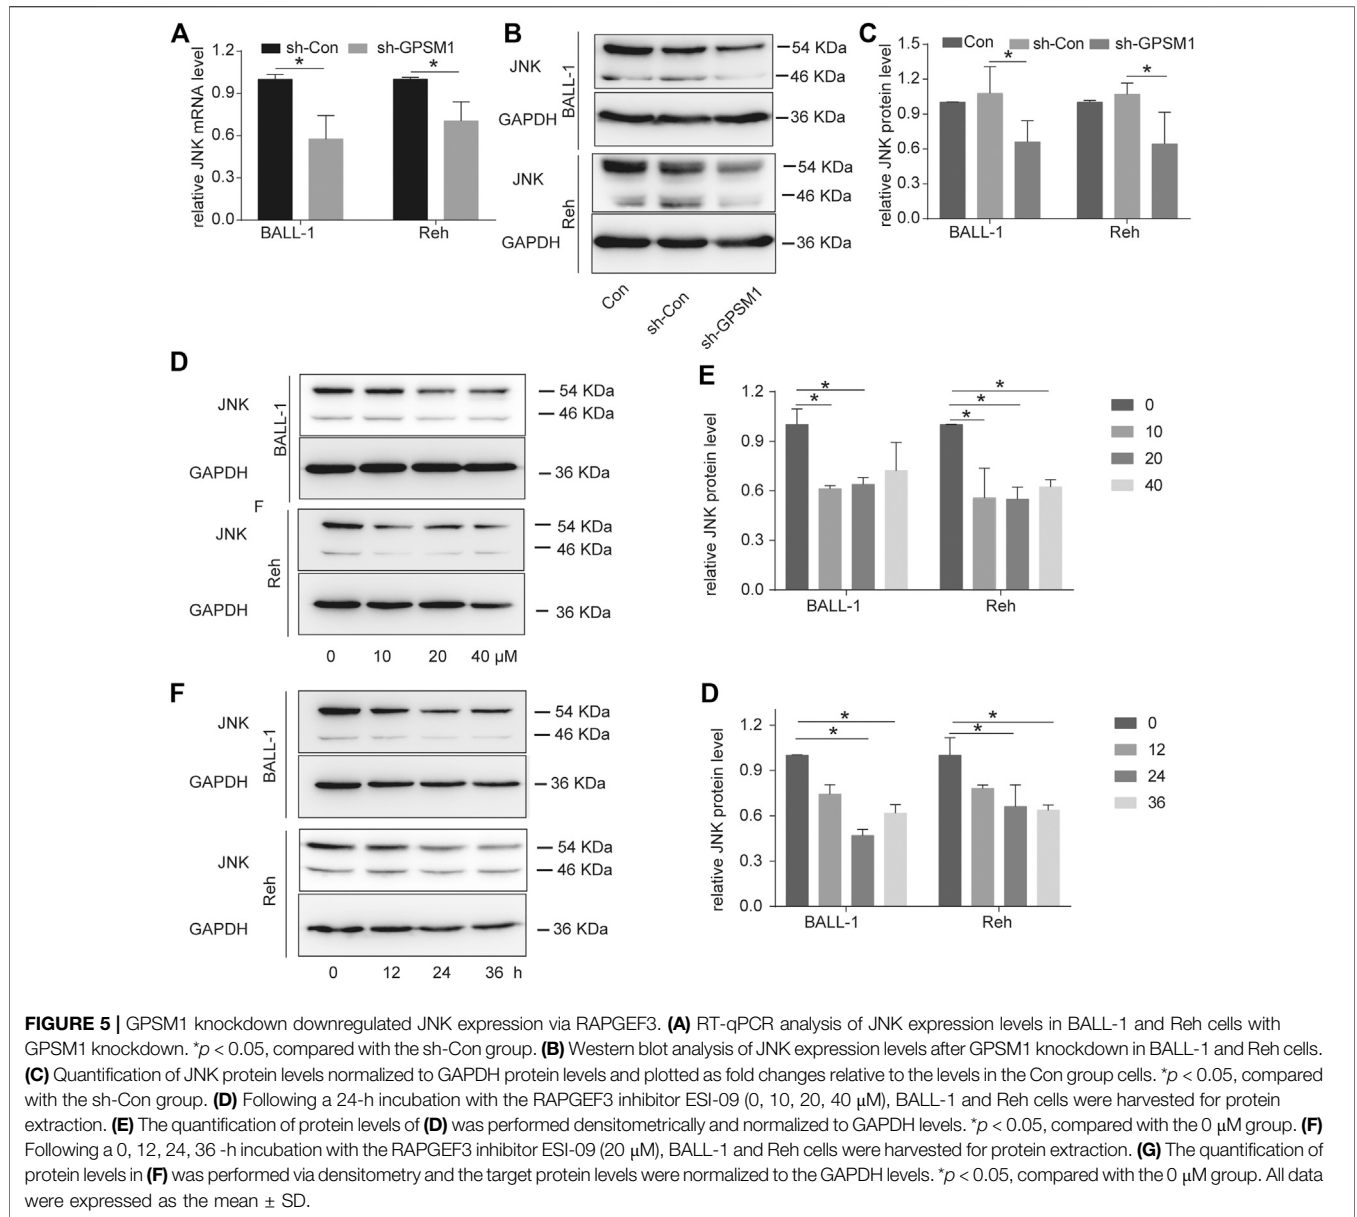 A
sh-Con sh-GPSM1
relative JNK mRNA level
1.2
0.9
0.6
0.3
0.0
* *
BALL-1 Reh
B
BALL-1
JNK
54 KDa
46 KDa
GAPDH
36 KDa
Reh
JNK
54 KDa
46 KDa
GAPDH
36 KDa
Con sh-Con sh-GPSM1
C
Con sh-Con sh-GPSM1
relative JNK protein level
1.5
1.2
0.9
0.6
0.3
0.0
* *
BALL-1 Reh
D
BALL-1
JNK
54 KDa
46 KDa
GAPDH
36 KDa
F
Reh
JNK
54 KDa
46 KDa
GAPDH
36 KDa
0 10 20 40 μM
E
relative JNK protein level
1.2
0.9
0.6
0.3
0.0
* *
* * *
BALL-1 Reh
0
10
20
40
F
BALL-1
JNK
54 KDa
46 KDa
GAPDH
36 KDa
Reh
JNK
54 KDa
46 KDa
GAPDH
36 KDa
0 12 24 36 h
D
relative JNK protein level
1.2
0.9
0.6
0.3
0.0
* *
* *
BALL-1 Reh
0
12
24
36
FIGURE 5 | GPSM1 knockdown downregulated JNK expression via RAPGEF3. (A) RT-qPCR analysis of JNK expression levels in BALL-1 and Reh cells with
GPSM1 knockdown. *p < 0.05, compared with the sh-Con group. (B) Western blot analysis of JNK expression levels after GPSM1 knockdown in BALL-1 and Reh cells.
(C) Quantification of JNK protein levels normalized to GAPDH protein levels and plotted as fold changes relative to the levels in the Con group cells. *p < 0.05, compared
with the sh-Con group. (D) Following a 24-h incubation with the RAPGEF3 inhibitor ESI-09 (0, 10, 20, 40 μM), BALL-1 and Reh cells were harvested for protein
extraction. (E) The quantification of protein levels of (D) was performed densitometrically and normalized to GAPDH levels. *p < 0.05, compared with the 0 μM group. (F)
Following a 0, 12, 24, 36 -h incubation with the RAPGEF3 inhibitor ESI-09 (20 μM), BALL-1 and Reh cells were harvested for protein extraction. (G) The quantification of
protein levels in (F) was performed via densitometry and the target protein levels were normalized to the GAPDH levels. *p < 0.05, compared with the 0 μM group. All data
were expressed as the mean ± SD.